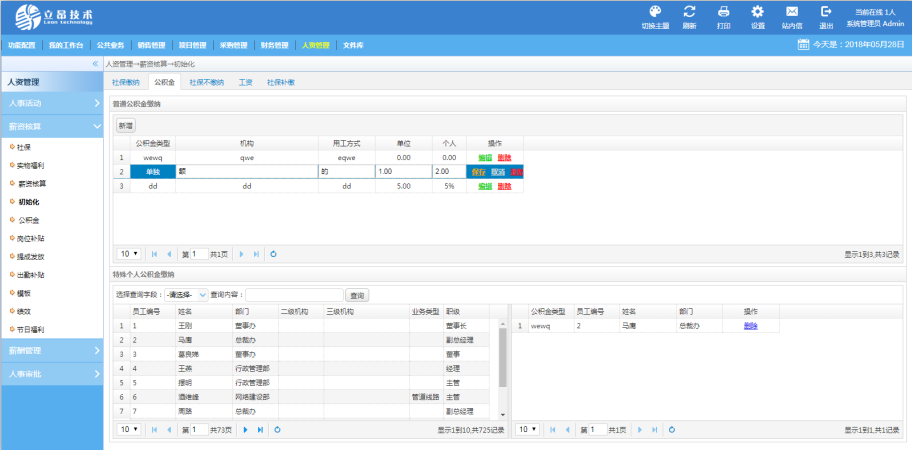 立昂技术
Leon technology
切换主题 刷新 打印 设置 站内信 退出
当前在线 1人
系统管理员 Admin
功能配置 我的工作台 公共业务 销售管理 项目管理 采购管理 财务管理 人资管理 文件库
今天是：2018年05月28日
人资管理→薪资核算→初始化
人资管理
人事活动
薪资核算
社保
实物福利
薪资核算
初始化
公积金
岗位补贴
提成发放
出勤补贴
模板
绩效
节日福利
薪酬管理
人事审批
社保缴纳 公积金 社保不缴纳 工资 社保补缴
普通公积金缴纳
新增
公积金类型 机构 用工方式 单位 个人 操作
1 wewq qwe eqwe 0.00 0.00 编辑 删除
2 单独 额 的 1.00 2.00 保存 取消
3 dd dd dd 5.00 5% 编辑 删除
10 第 1 共1页 显示1到3,共3记录
特殊个人公积金缴纳
选择查询字段： -请选择- 查询内容： 查询
员工编号 姓名 部门 二级机构 三级机构 业务类型 职级
1 1 王刚 董事办 董事长
2 2 马鹰 总裁办 副总经理
3 3 葛良娣 董事办 董事
4 4 王燕 行政管理部 经理
5 5 行政管理部 主管
6 6 网络建设部 管道线路 主管
7 7 周路 总裁办 副总经理
10 第 1 共73页 显示1到10,共725记录
公积金类型 员工编号 姓名 部门 操作
1 wewq 2 马鹰 总裁办 删除
10 第 1 共1页 显示1到1,共1记录